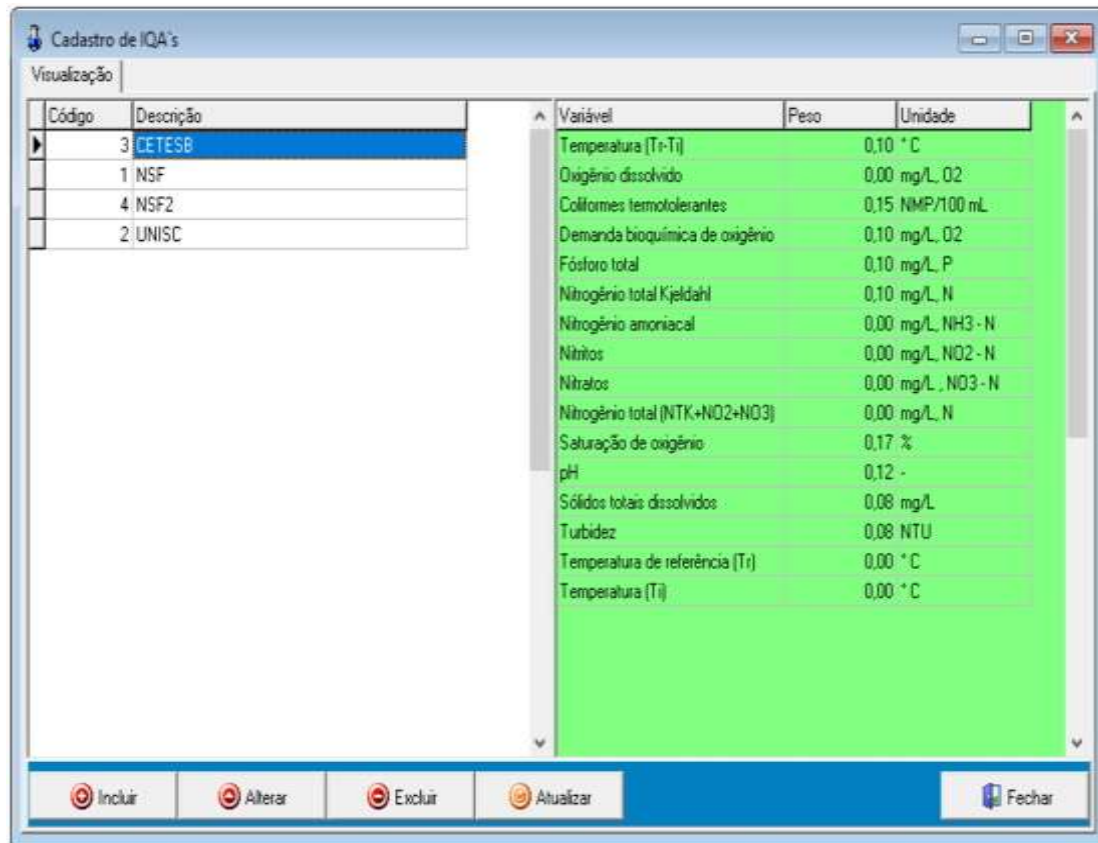 Cadastro de IQA`s
Visualização
Código Descrição
3 CETESB
1 NSF
4 NSF2
2 UNISC
Variável Peso Unidade
Temperatura (Tr-Ti) 0,10 ° C
Oxigênio dissolvido 0,00 mg/L, O2
Coliformes termotolerantes 0,15 NMP/100 mL
Demanda bioquímica de oxigênio 0,10 mg/L, O2
Fósforo total 0,10 mg/L, P
Nitrogênio total Kjeldahl 0,10 mg/L, N
Nitrogênio amoniacal 0,00 mg/L, NH3 - N
Nitritos 0,00 mg/L, NO2 - N
Nitratos 0,00 mg/L , NO3 - N
Nitrogênio total (NTK+NO2+NO3) 0,00 mg/L, N
Saturação de oxigênio 0,17 %
pH 0,12 -
Sólidos totais dissolvidos 0,08 mg/L
Turbidez 0,08 NTU
Temperatura de referência (Tr) 0,00 ° C
Temperatura (Ti) 0,00 ° C
Incluir Alterar Excluir Atualizar Fechar